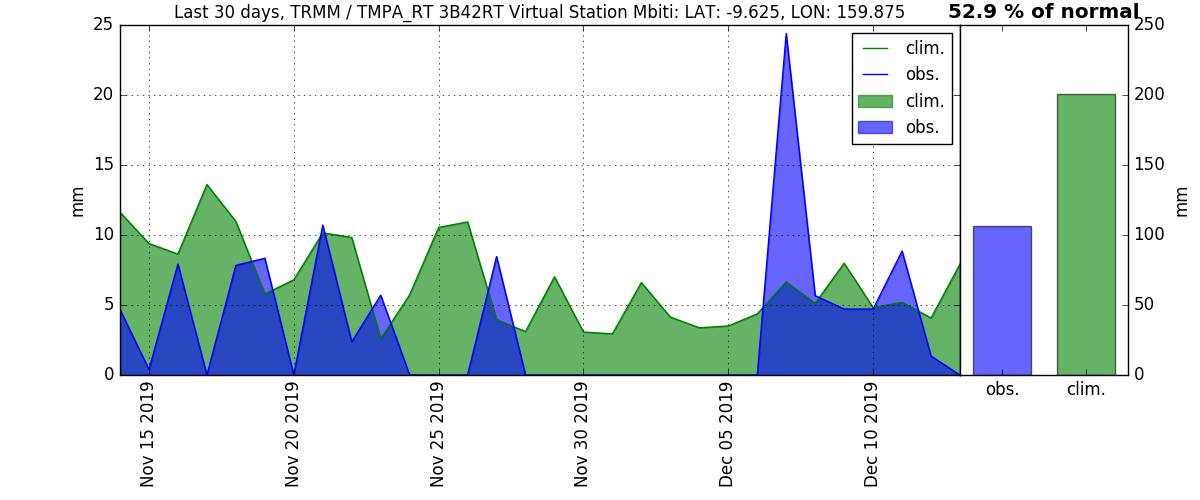 Last 30 days, TRMM / TMPA_RT 3B42RT Virtual Station Mbiti: LAT: -9.625, LON: 159.875
52.9 % of normal
25
20
15
10
5
0
mm
clim.
obs.
clim.
obs.
250
200
150
100
50
0
mm
obs.
clim.
Nov 15 2019
Nov 20 2019
Nov 25 2019
Nov 30 2019
Dec 05 2019
Dec 10 2019